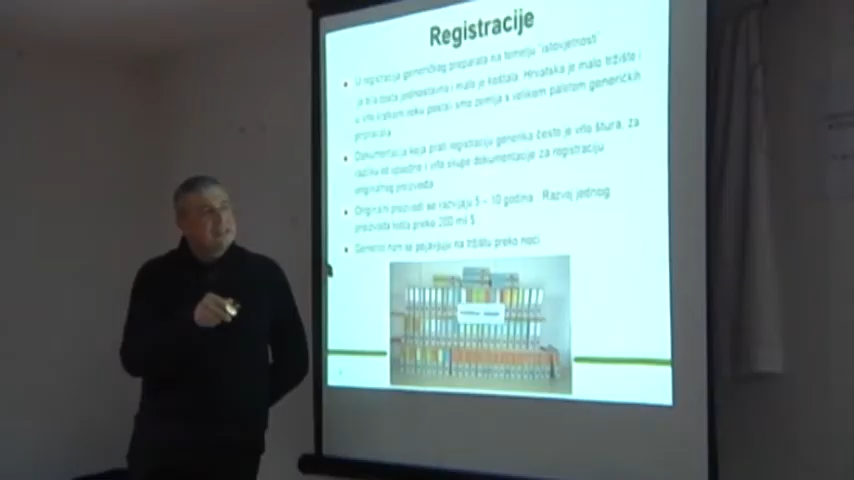 Registracije
U registracija generičkog preparata na temelju "istovjetnosti"
je bila dosta jednostavna i malo je koštala. Hrvatska je malo tržište i
u vrlo kratkom roku postali smo zemlja s velikom paletom generičkih
preparata
Dokumentacija koja prati registraciju generika često je vrlo štura, za
razliku od opsežne i vrlo skupe dokumentacije za registraciju
originalnog proizvoda
Originalni proizvodi se razvijaju 5 – 10 godina. Razvoj jednog
proizvoda košta preko 200 mil $
Generici nam se pojavljuju na tržištu preko noći